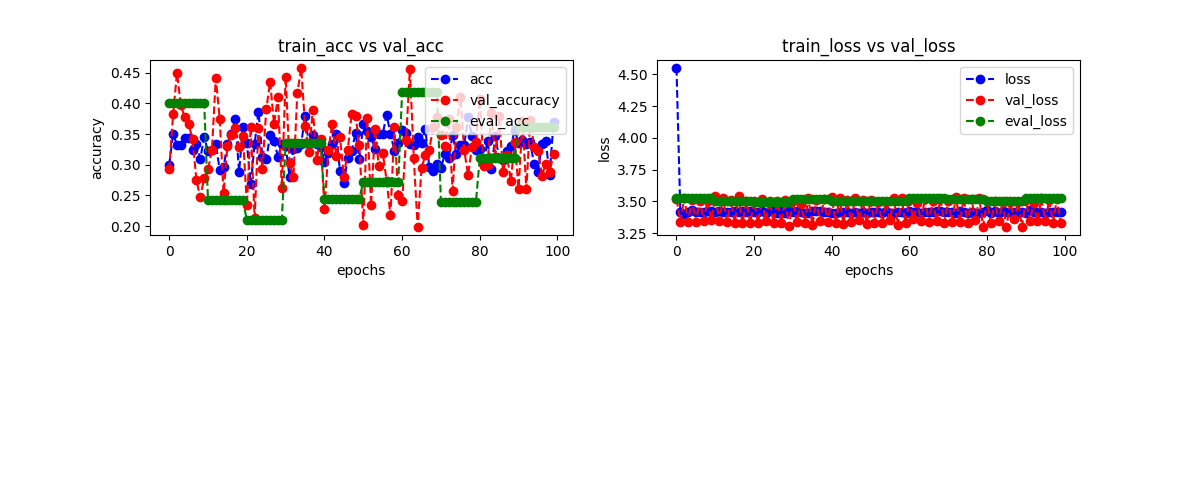 train_acc vs val_acc
accuracy
0.45
0.40
0.35
0.30
0.25
0.20
0 20 40 60 80 100
epochs
acc
val_accuracy
eval_acc
train_loss vs val_loss
loss
4.50
4.25
4.00
3.75
3.50
3.25
0 20 40 60 80 100
epochs
loss
val_loss
eval_loss